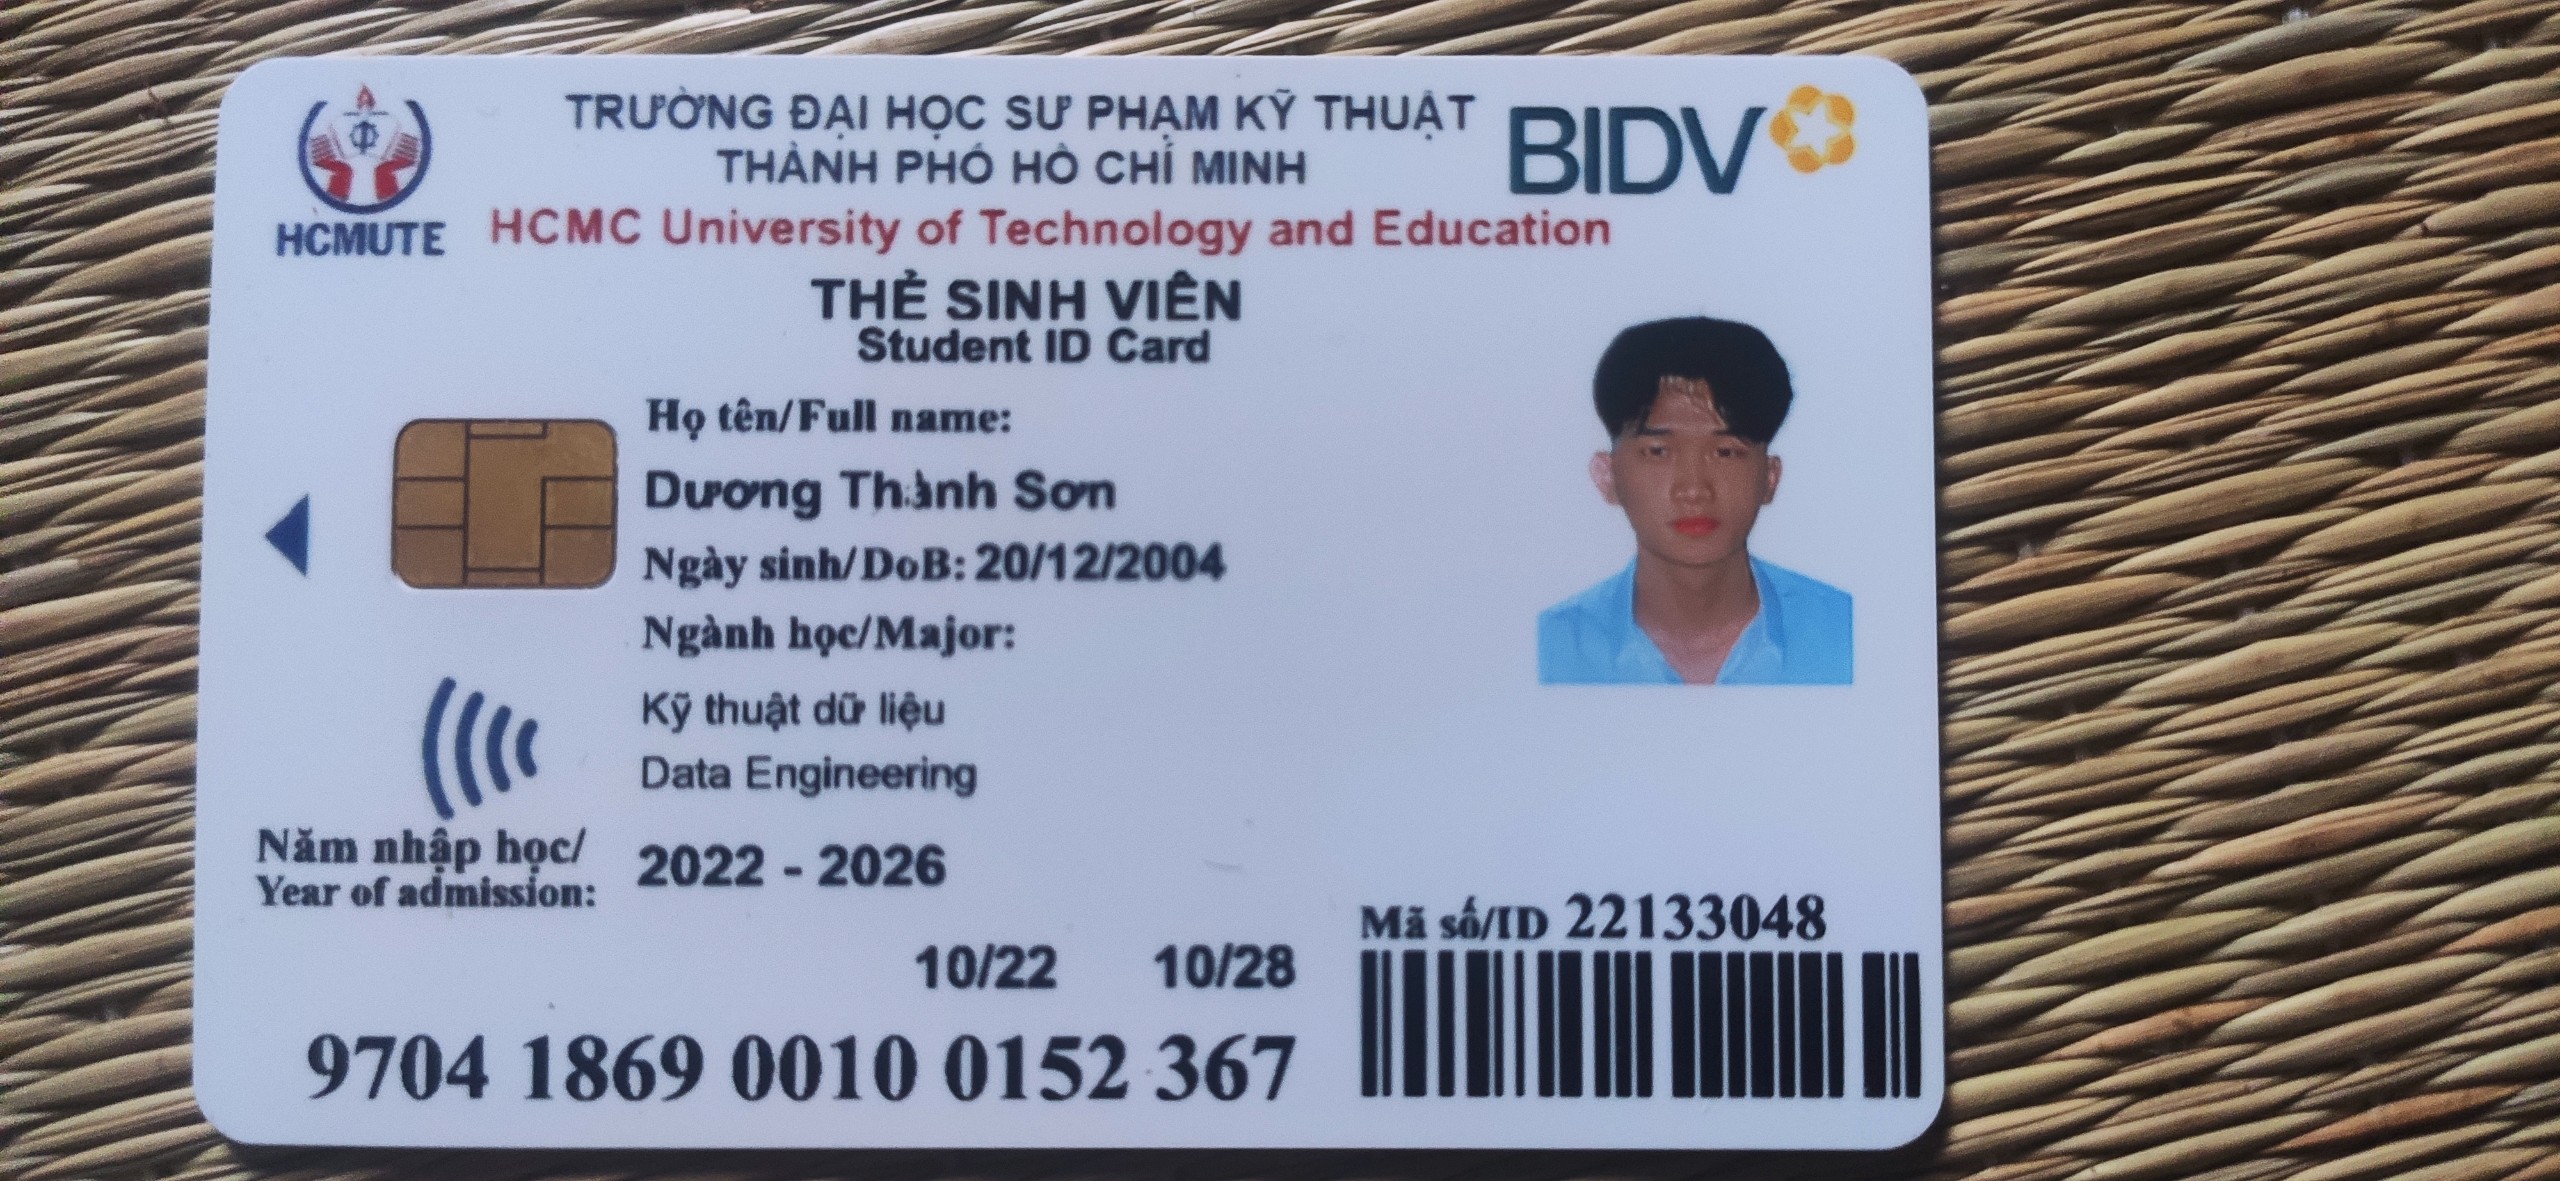 TRƯỜNG ĐẠI HỌC SƯ PHẠM KỸ THUẬT
THÀNH PHỐ HỒ CHÍ MINH
BIDV
HCMUTE
HCMC University of Technology and Education
THẺ SINH VIÊN
Student ID Card
Họ tên/Full name:
Dương Thành Sơn
Ngày sinh/DoB: 20/12/2004
Ngành học/Major:
Kỹ thuật dữ liệu
Data Engineering
Năm nhập học/
Year of admission: 2022 - 2026
Mã số/ID 22133048
10/22 10/28
9704 1869 0010 0152 367